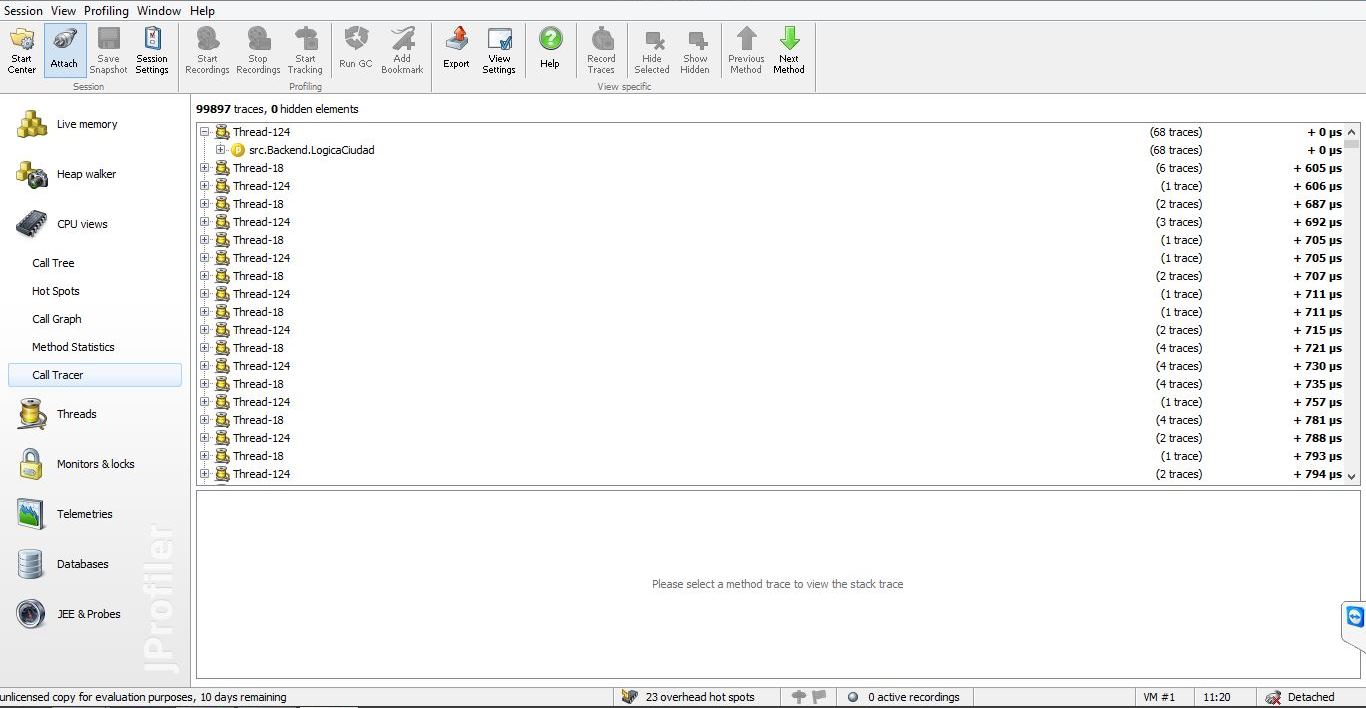 Session View Profiling Window Help
Start Center
Attach
Save Snapshot
Session Settings
Start Recordings
Stop Recordings
Start Tracking
Run GC
Add Bookmark
Export
View Settings
Help
Record Traces
Hide Selected
Show Hidden
Previous Method
Next Method
Session
Profiling
View specific
Live memory
Heap walker
CPU views
Call Tree
Hot Spots
Call Graph
Method Statistics
Call Tracer
Threads
Monitors & locks
Telemetries
Databases
JEE & Probes
JProfiler
99897 traces, 0 hidden elements
Thread-124 (68 traces) + 0 µs
src.Backend.LogicaCiudad (68 traces) + 0 µs
Thread-18 (6 traces) + 605 µs
Thread-124 (1 trace) + 606 µs
Thread-18 (2 traces) + 687 µs
Thread-124 (3 traces) + 692 µs
Thread-18 (1 trace) + 705 µs
Thread-124 (1 trace) + 705 µs
Thread-18 (2 traces) + 707 µs
Thread-124 (1 trace) + 711 µs
Thread-18 (1 trace) + 711 µs
Thread-124 (2 traces) + 715 µs
Thread-18 (4 traces) + 721 µs
Thread-124 (4 traces) + 730 µs
Thread-18 (4 traces) + 735 µs
Thread-124 (1 trace) + 757 µs
Thread-18 (4 traces) + 781 µs
Thread-124 (2 traces) + 788 µs
Thread-18 (1 trace) + 793 µs
Thread-124 (2 traces) + 794 µs
Please select a method trace to view the stack trace
unlicensed copy for evaluation purposes, 10 days remaining
23 overhead hot spots
0 active recordings
VM #1
11:20
Detached